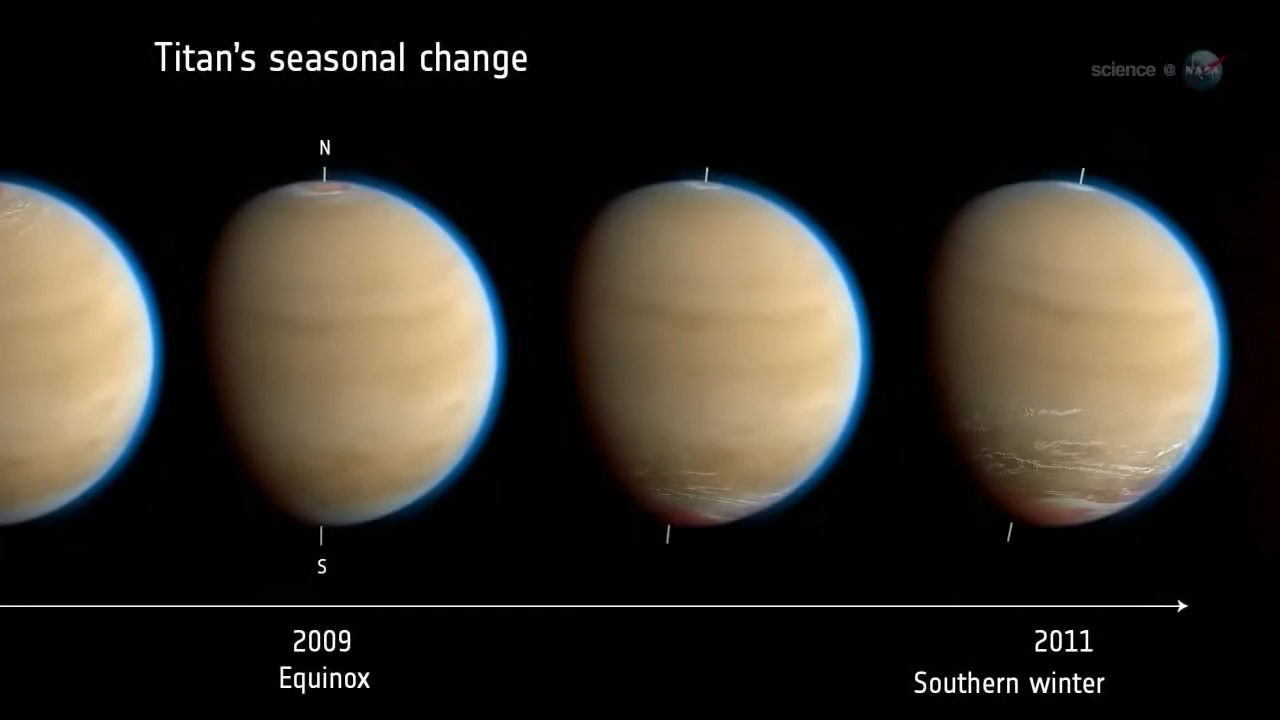 Titan's seasonal change
science @ NASA
N
S
2009
Equinox
2011
Southern winter